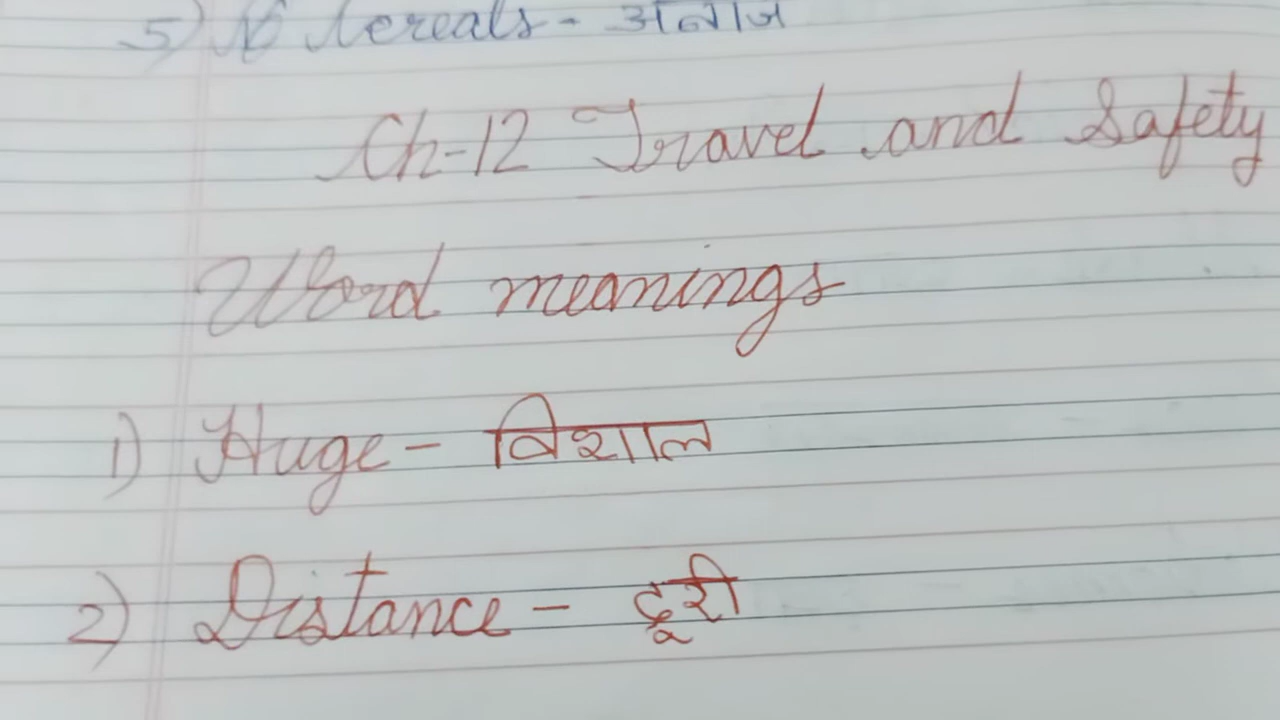 5) Cereals - अनाज
Ch-12 Travel and Safety
Word meanings
1) Huge - विशाल
2) Distance - दूरी